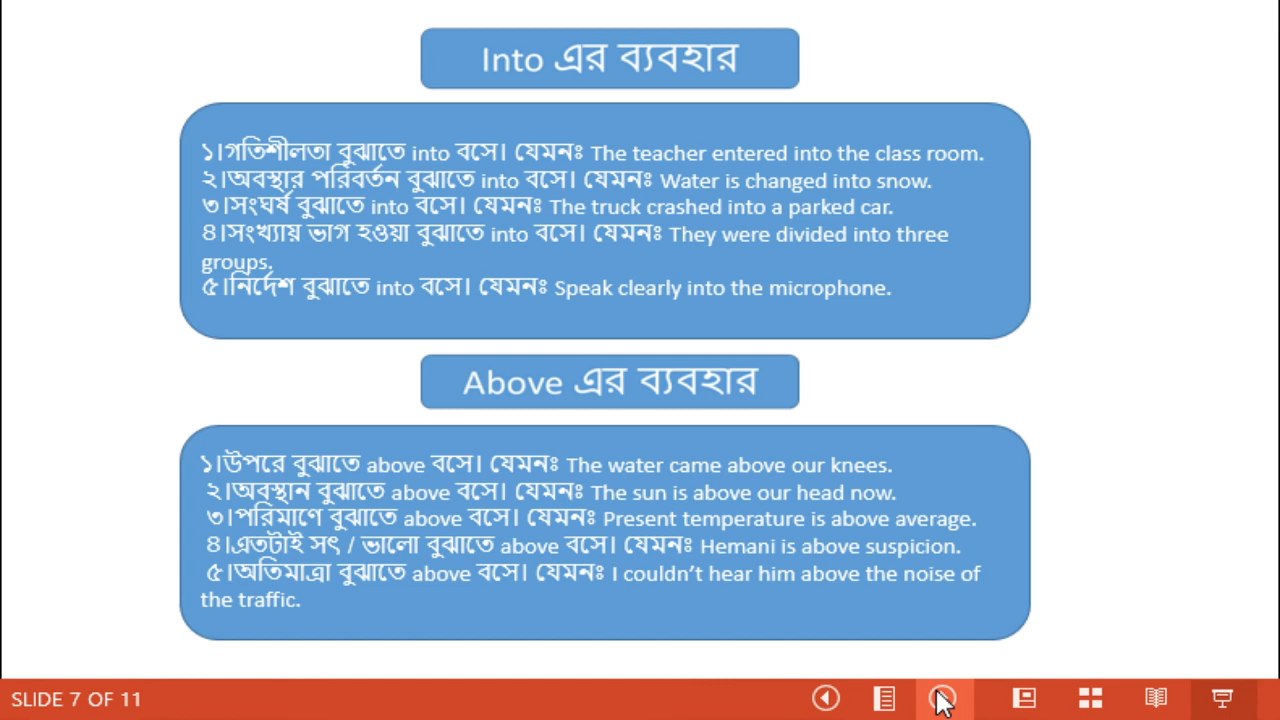 Into এর ব্যবহার
১।গতিশীলতা বুঝাতে into বসে। যেমনঃ The teacher entered into the class room.
২।অবস্থার পরিবর্তন বুঝাতে into বসে। যেমনঃ Water is changed into snow.
৩।সংঘর্ষ বুঝাতে into বসে। যেমনঃ The truck crashed into a parked car.
৪।সংখ্যায় ভাগ হওয়া বুঝাতে into বসে। যেমনঃ They were divided into three
groups.
৫।নির্দেশ বুঝাতে into বসে। যেমনঃ Speak clearly into the microphone.
Above এর ব্যবহার
১।উপরে বুঝাতে above বসে। যেমনঃ The water came above our knees.
২।অবস্থান বুঝাতে above বসে। যেমনঃ The sun is above our head now.
৩।পরিমাণে বুঝাতে above বসে। যেমনঃ Present temperature is above average.
৪।এতটাই সৎ / ভালো বুঝাতে above বসে। যেমনঃ Hemani is above suspicion.
৫।অতিমাত্রা বুঝাতে above বসে। যেমনঃ I couldn't hear him above the noise of
the traffic.
SLIDE 7 OF 11